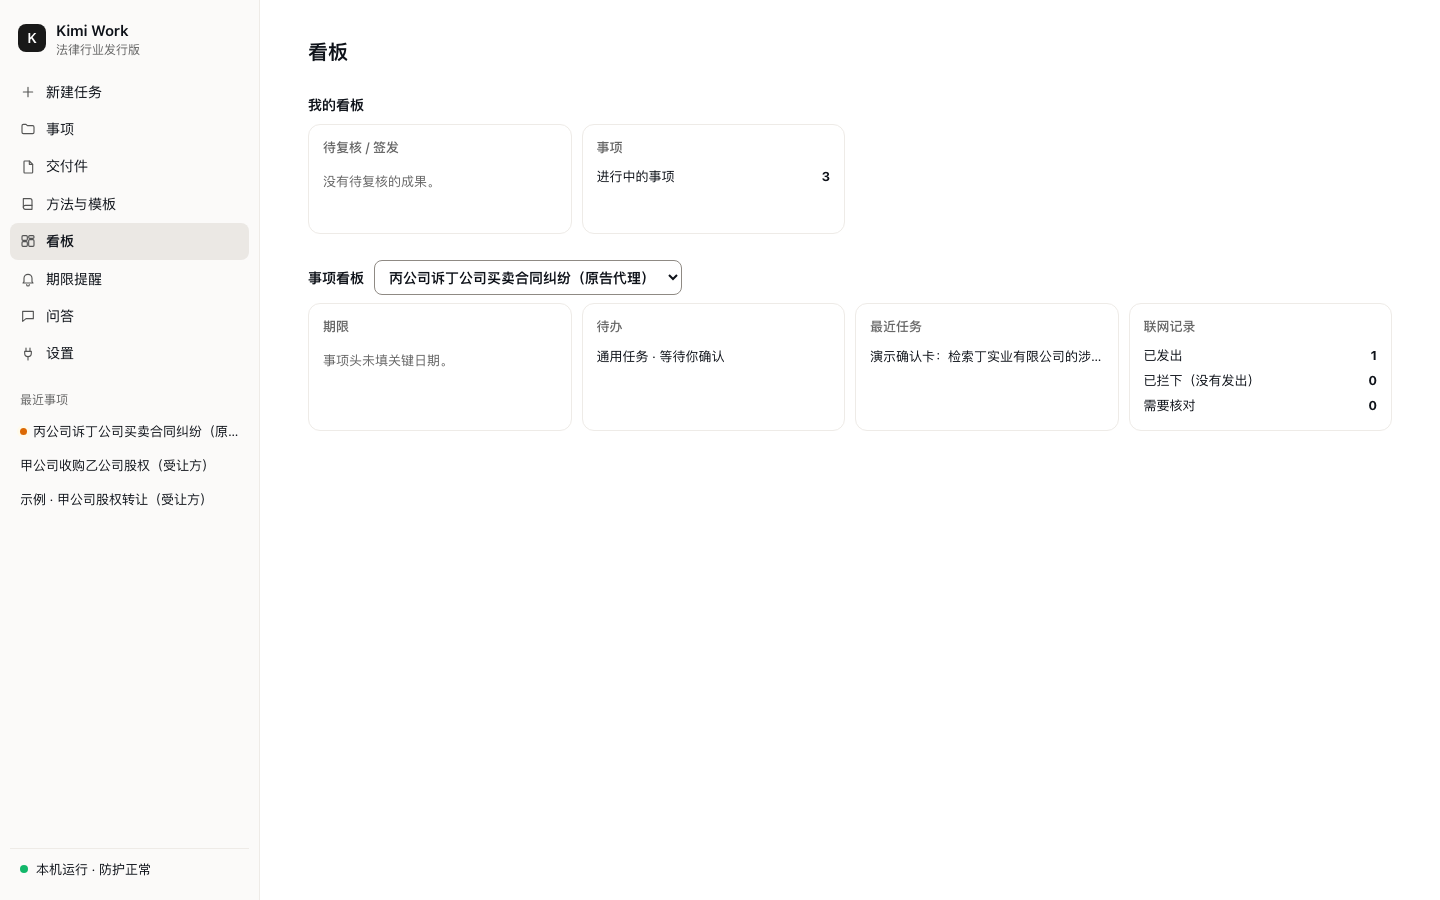 K
Kimi Work
法律行业发行版
新建任务
事项
交付件
方法与模板
看板
期限提醒
问答
设置
最近事项
丙公司诉丁公司买卖合同纠纷（原...
甲公司收购乙公司股权（受让方）
示例 · 甲公司股权转让（受让方）
本机运行 · 防护正常
看板
我的看板
待复核 / 签发
没有待复核的成果。
事项
进行中的事项 3
事项看板 丙公司诉丁公司买卖合同纠纷（原告代理）
期限
事项头未填关键日期。
待办
通用任务 · 等待你确认
最近任务
演示确认卡：检索丁实业有限公司的涉...
联网记录
已发出 1
已拦下（没有发出） 0
需要核对 0